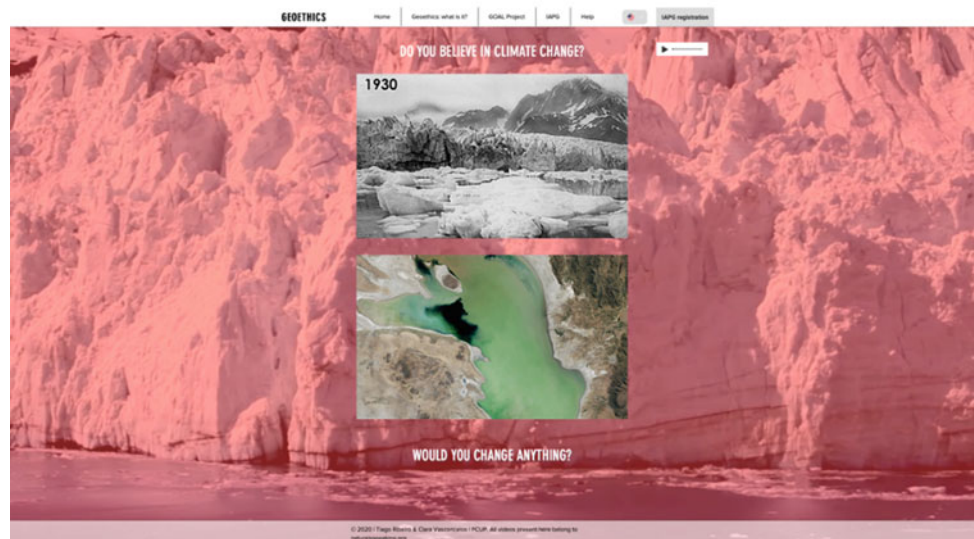 GEOETHICS
Home
Geoethics: what is it?
GOAL Project
IAPG
Help
IAPG registration
DO YOU BELIEVE IN CLIMATE CHANGE?
1930
WOULD YOU CHANGE ANYTHING?
© 2020 | Tiago Ribeiro & Clara Vasconcelos | FCUP. All videos present here belong to